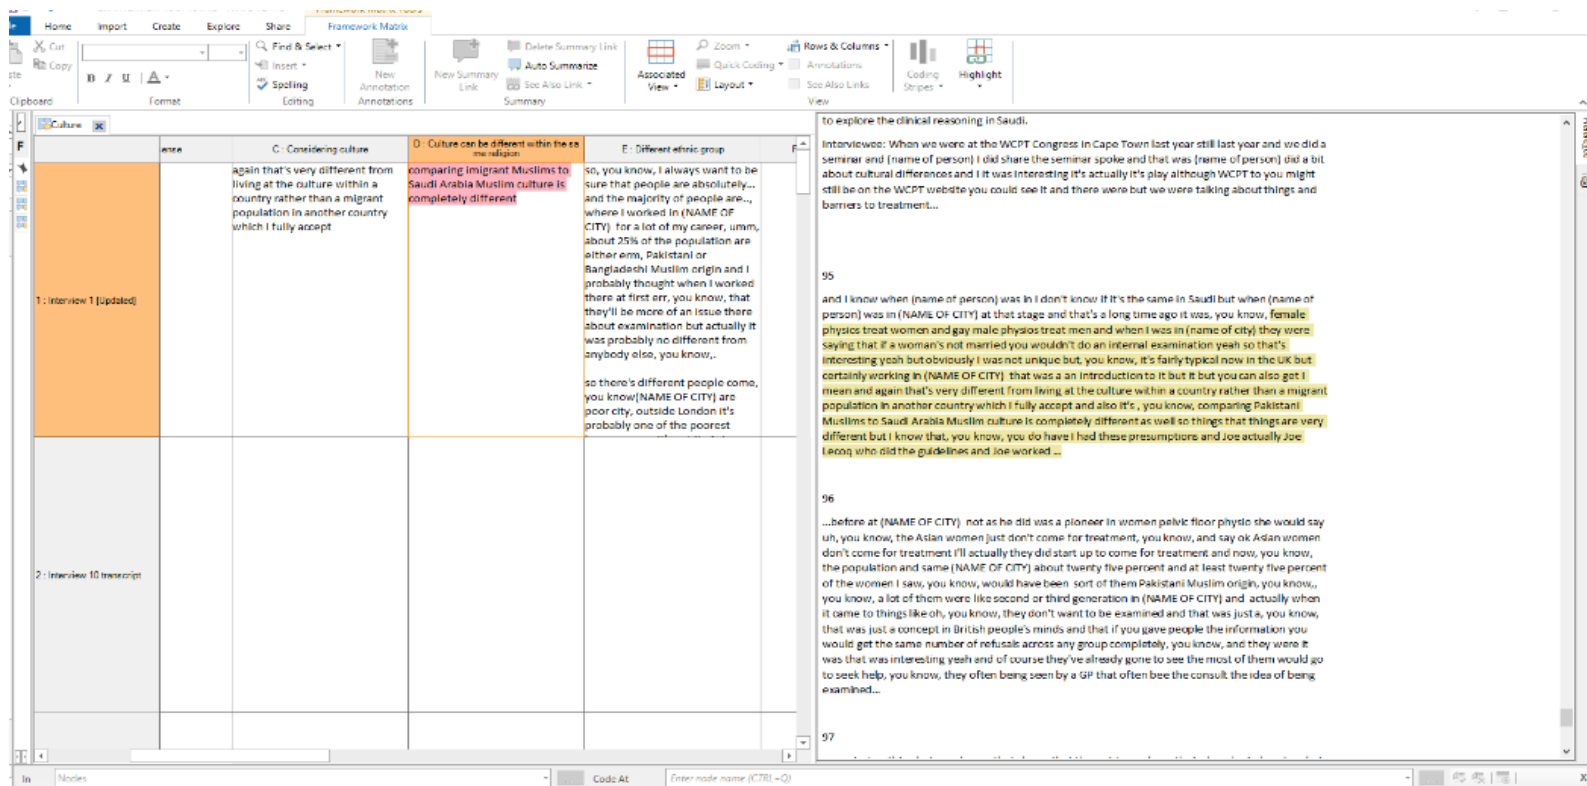 Home Import Create Explore Share Framework Matrix
Cut
Copy
Clipboard
B I U A
Format
Find & Select
Insert
Spelling
Editing
New Annotation
Annotations
New Summary Link
Delete Summary Link
Auto Summarize
See Also Link
Summary
Associated View
Zoom
Quick Coding
Layout
Rows & Columns
Annotations
See Also Links
Coding Stripes
Highlight
View
Culture
F
ense
C : Considering culture
D : Culture can be different within the sa
me religion
E : Different ethnic group
F
1 : Interview 1 [Updated]
again that's very different from
living at the culture within a
country rather than a migrant
population in another country
which I fully accept
comparing imigrant Muslims to
Saudi Arabia Muslim culture is
completely different
so, you know, I always want to be
sure that people are absolutely...
and the majority of people are..,
where I worked in (NAME OF
CITY) for a lot of my career, umm,
about 25% of the population are
either erm, Pakistani or
Bangladeshi Muslim origin and I
probably thought when I worked
there at first err, you know, that
they'll be more of an issue there
about examination but actually it
was probably no different from
anybody else, you know,.
so there's different people come,
you know(NAME OF CITY) are
poor city, outside London it's
probably one of the poorest
2 : Interview 10 transcript
to explore the clinical reasoning in Saudi.
Interviewee: When we were at the WCPT Congress in Cape Town last year still last year and we did a
seminar and (name of person) I did share the seminar spoke and that was (name of person) did a bit
about cultural differences and I it was interesting it's actually it's play although WCPT to you might
still be on the WCPT website you could see it and there were but we were talking about things and
barriers to treatment...
95
and I know when (name of person) was in I don't know if it's the same in Saudi but when (name of
person) was in (NAME OF CITY) at that stage and that's a long time ago it was, you know, female
physics treat women and gay male physios treat men and when I was in (name of city) they were
saying that if a woman's not married you wouldn't do an internal examination yeah so that's
interesting yeah but obviously I was not unique but, you know, it's fairly typical now in the UK but
certainly working in (NAME OF CITY) that was a an introduction to it but it but you can also get I
mean and again that's very different from living at the culture within a country rather than a migrant
population in another country which I fully accept and also it's , you know, comparing Pakistani
Muslims to Saudi Arabia Muslim culture is completely different as well so things that things are very
different but I know that, you know, you do have I had these presumptions and Joe actually Joe
Lecoq who did the guidelines and Joe worked ...
96
...before at (NAME OF CITY) not as he did was a pioneer in women pelvic floor physio she would say
uh, you know, the Asian women just don't come for treatment, you know, and say ok Asian women
don't come for treatment I'll actually they did start up to come for treatment and now, you know,
the population and same (NAME OF CITY) about twenty five percent and at least twenty five percent
of the women I saw, you know, would have been sort of them Pakistani Muslim origin, you know,,
you know, a lot of them were like second or third generation in (NAME OF CITY) and actually when
it came to things like oh, you know, they don't want to be examined and that was just a, you know,
that was just a concept in British people's minds and that if you gave people the information you
would get the same number of refusals across any group completely, you know, and they were it
was that was interesting yeah and of course they've already gone to see the most of them would go
to seek help, you know, they often being seen by a GP that often bee the consult the idea of being
examined...
97
In Nodes Code At Enter node name (CTRL+Q)